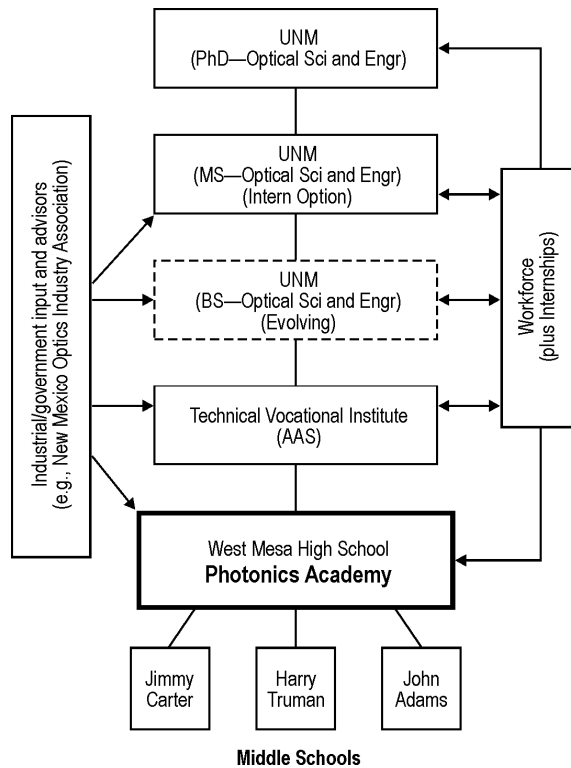 UNM
(PhD—Optical Sci and Engr)
UNM
(MS—Optical Sci and Engr)
(Intern Option)
UNM
(BS—Optical Sci and Engr)
(Evolving)
Technical Vocational Institute
(AAS)
West Mesa High School
Photonics Academy
Jimmy
Carter
Harry
Truman
John
Adams
Middle Schools
Industrial/government input and advisors
(e.g., New Mexico Optics Industry Association)
Workforce
(plus Internships)